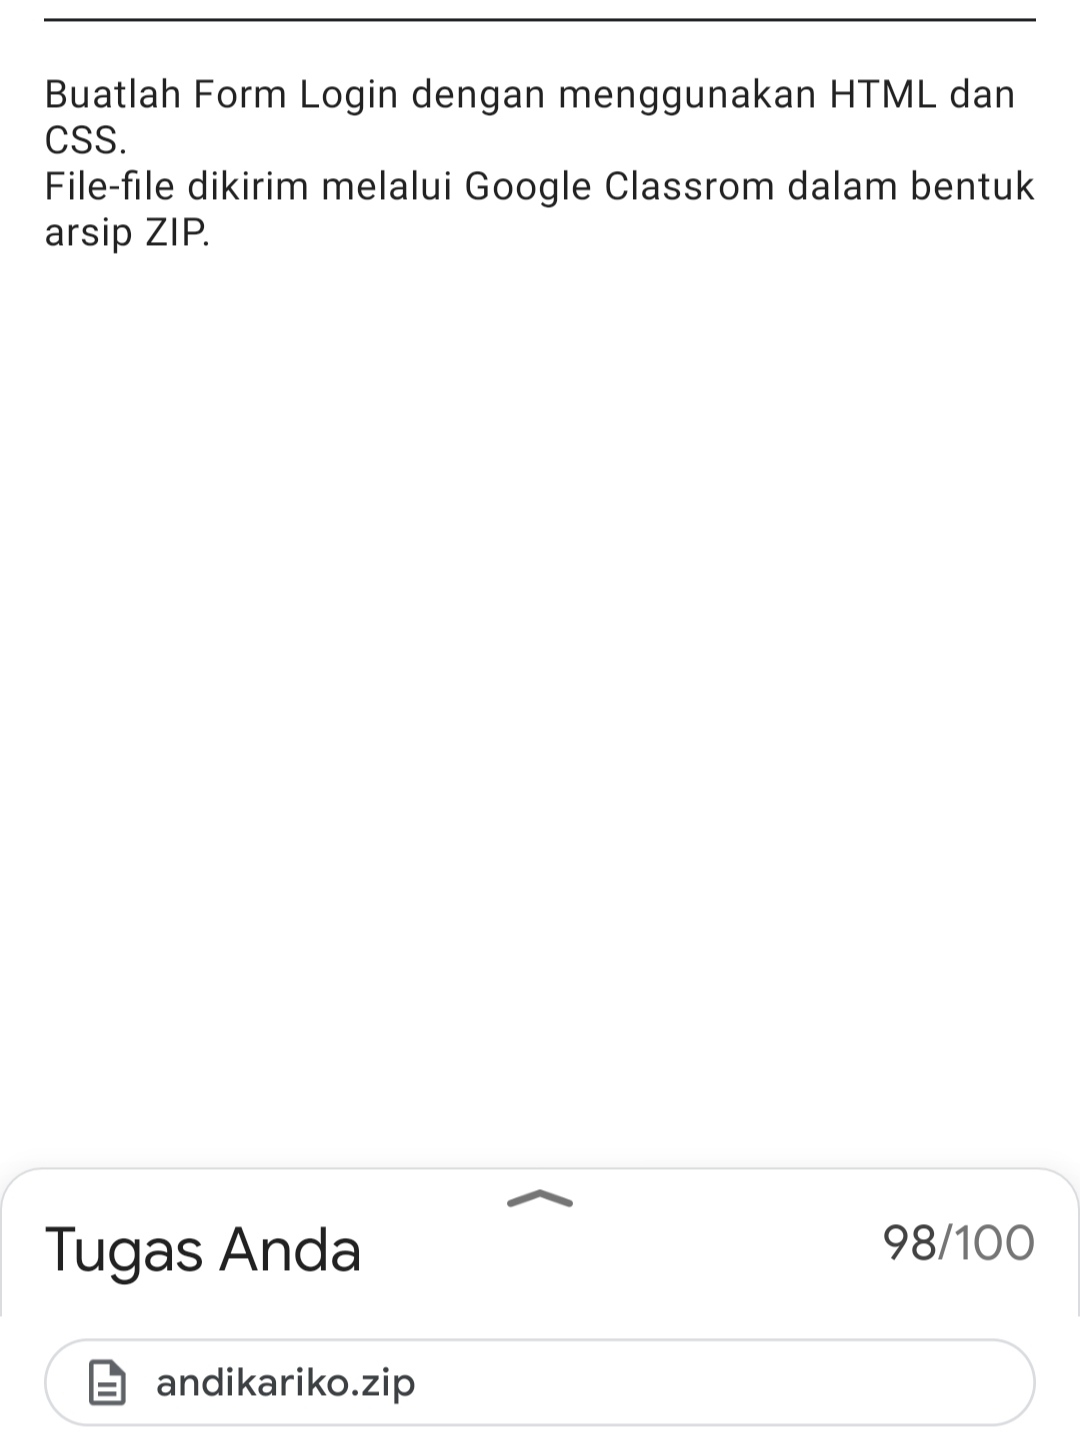 Buatlah Form Login dengan menggunakan HTML dan
CSS.
File-file dikirim melalui Google Classrom dalam bentuk
arsip ZIP.
Tugas Anda
98/100
andikariko.zip